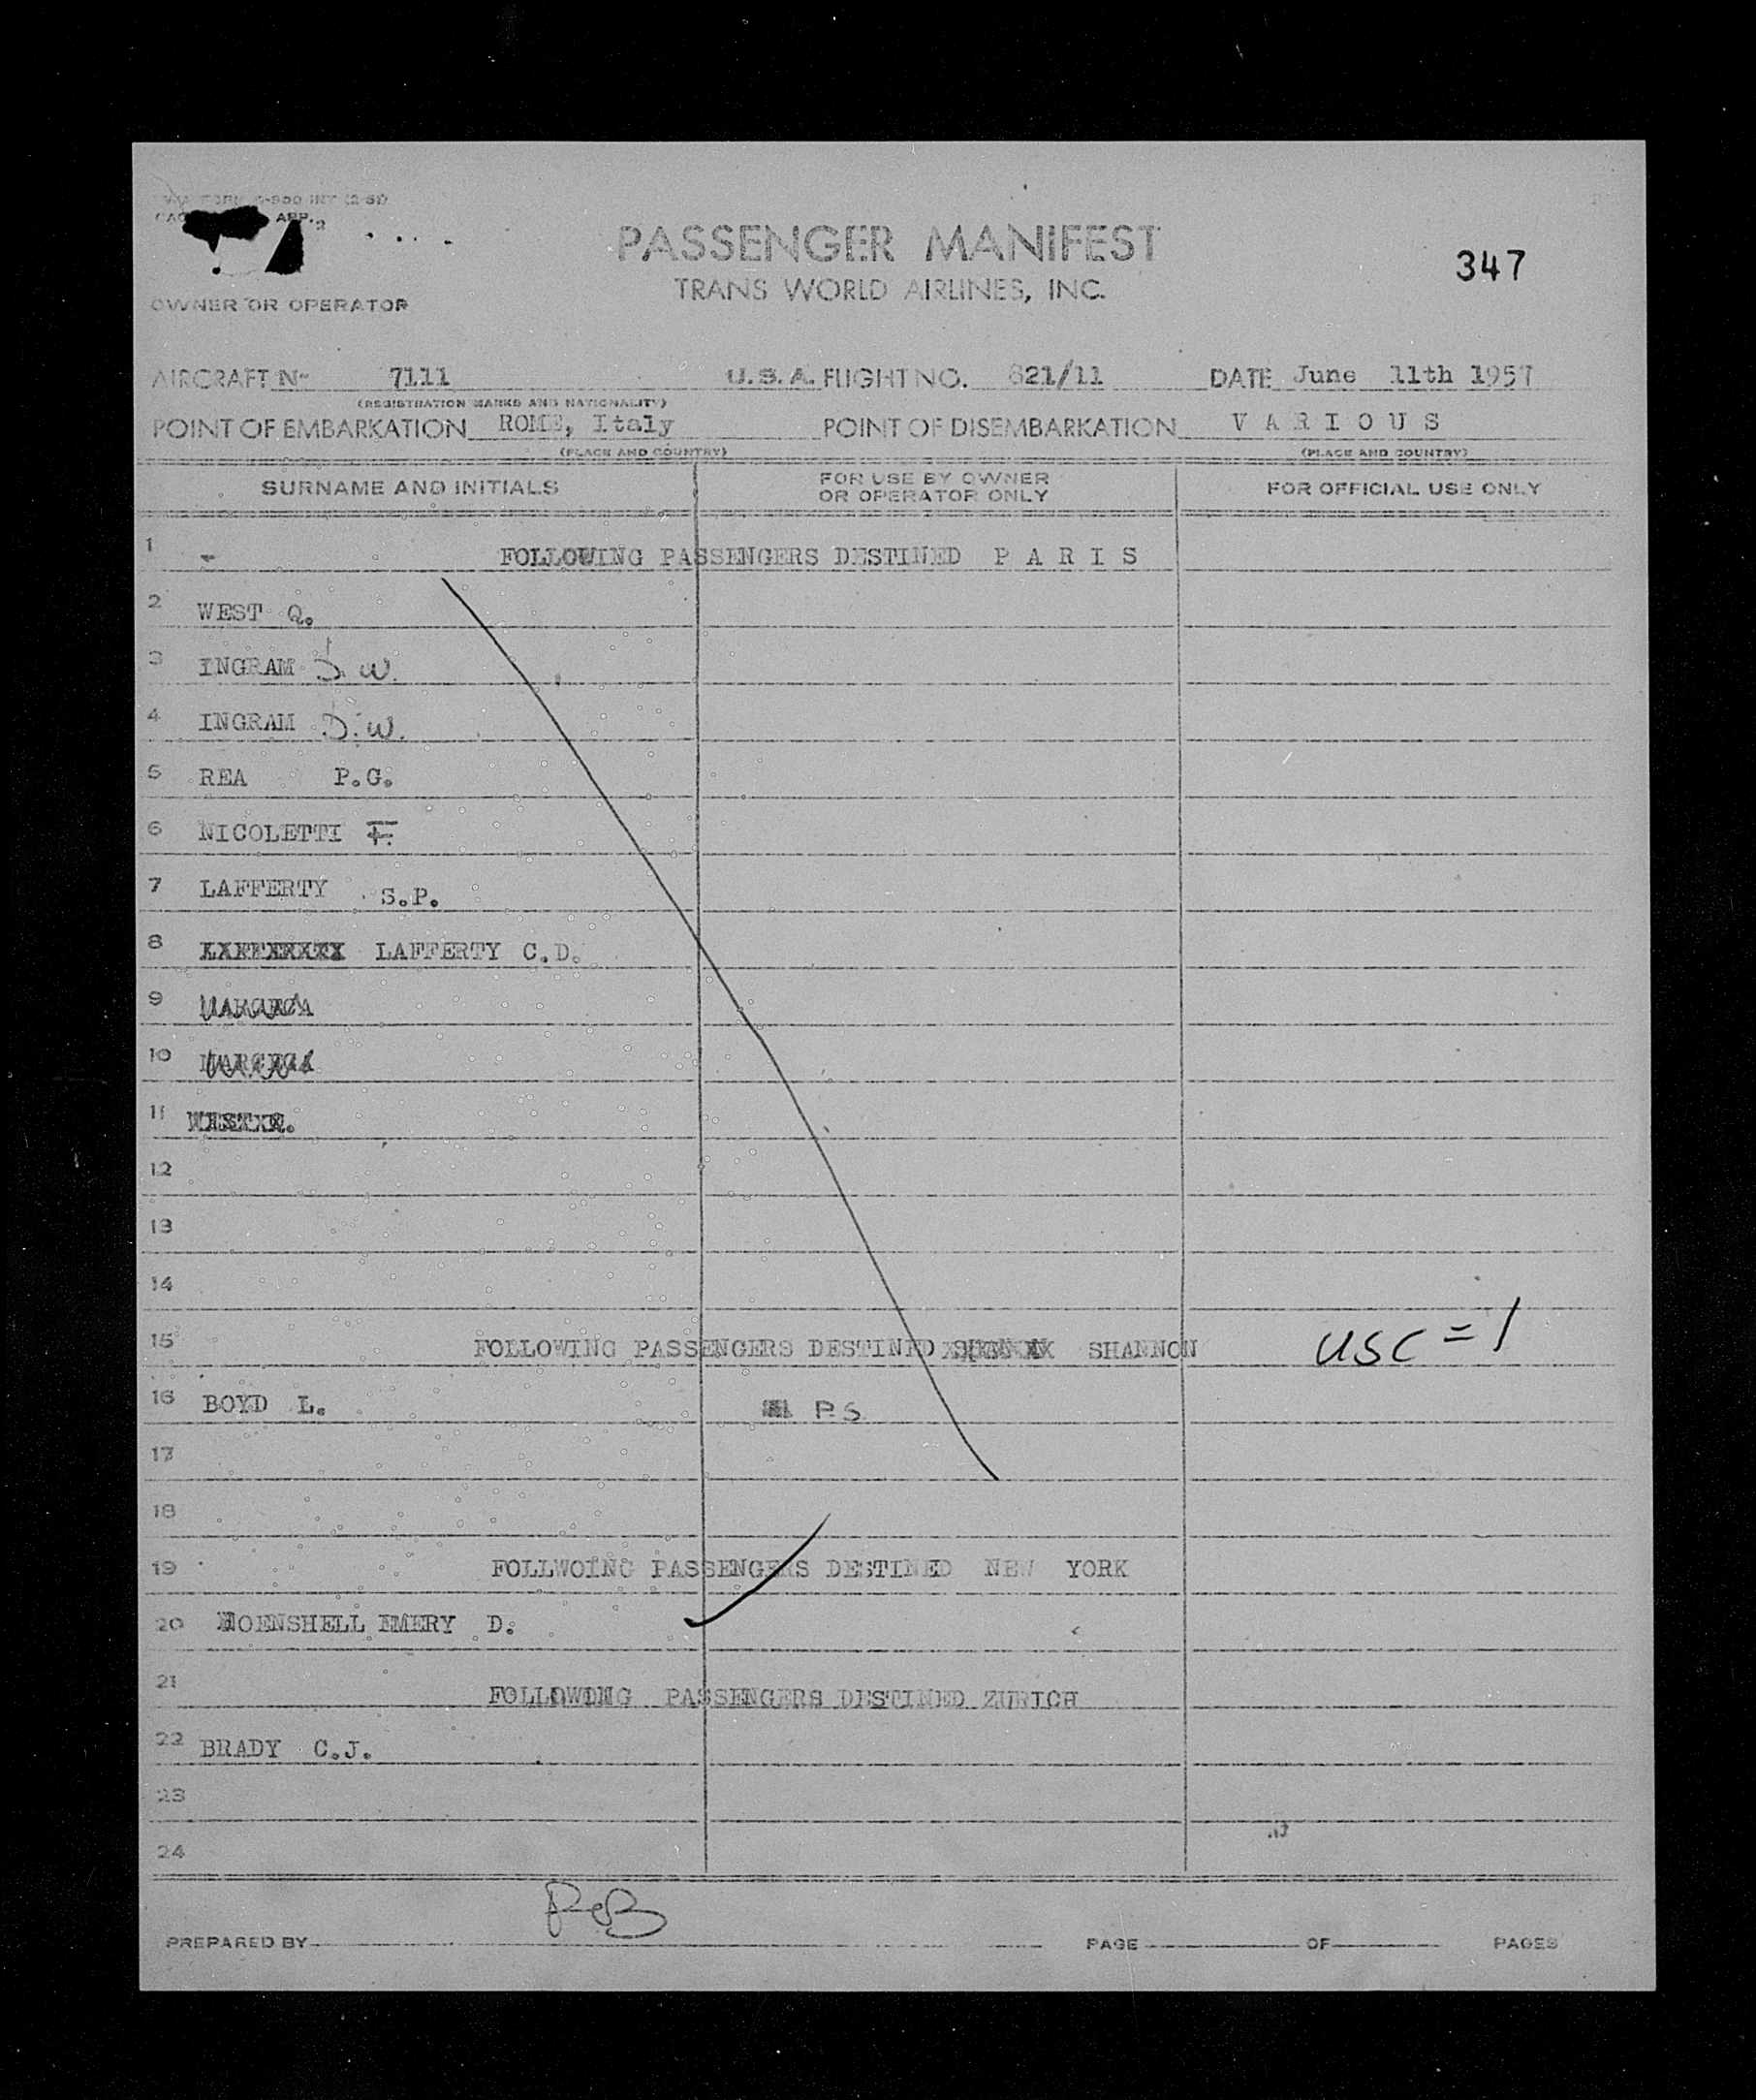 PASSENGER MANIFEST
TRANS WORLD AIRLINES, INC.
347
OWNER OR OPERATOR
AIRCRAFT No 7111 U.S.A. FLIGHT NO. 821/11 DATE June 11th 1957
(REGISTRATION MARKS AND NATIONALITY)
POINT OF EMBARKATION ROME, Italy POINT OF DISEMBARKATION V A R I O U S
(PLACE AND COUNTRY) (PLACE AND COUNTRY)
SURNAME AND INITIALS FOR USE BY OWNER OR OPERATOR ONLY FOR OFFICIAL USE ONLY
1 FOLLOWING PASSENGERS DESTINED P A R I S
2 WEST Q.
3 INGRAM J. W.
4 INGRAM D. W.
5 REA P.G.
6 NICOLETTI F.
7 LAFFERTY S.P.
8 LAFFERTY C.D.
9
10
11
12
13
14
15 FOLLOWING PASSENGERS DESTINED SHANNON USC = 1
16 BOYD L. P.S
17
18
19 FOLLWOING PASSENGERS DESTINED NEW YORK
20 MOENSHELL EMERY D.
21 FOLLOWING PASSENGERS DESTINED ZURICH
22 BRADY C.J.
23
24
PREPARED BY PAGE OF PAGES